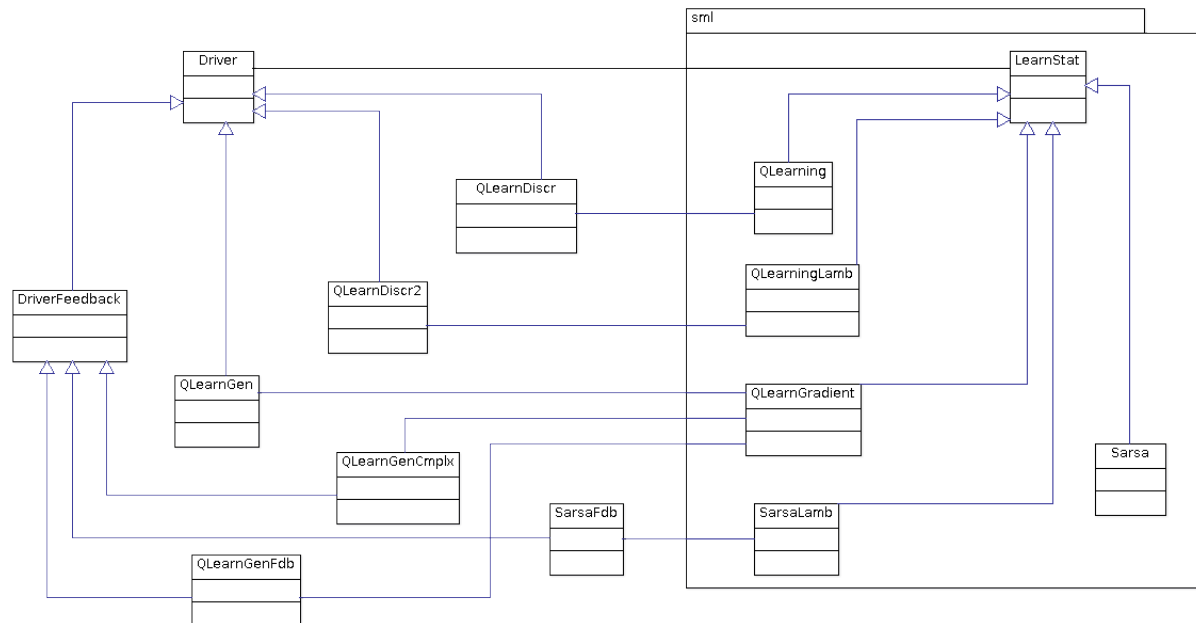 sml
Driver
LearnStat
QLearning
QLearnDiscr
QLearningLamb
QLearnDiscr2
DriverFeedback
QLearnGen
QLearnGradient
Sarsa
QLearnGenCmplx
SarsaFdb
SarsaLamb
QLearnGenFdb